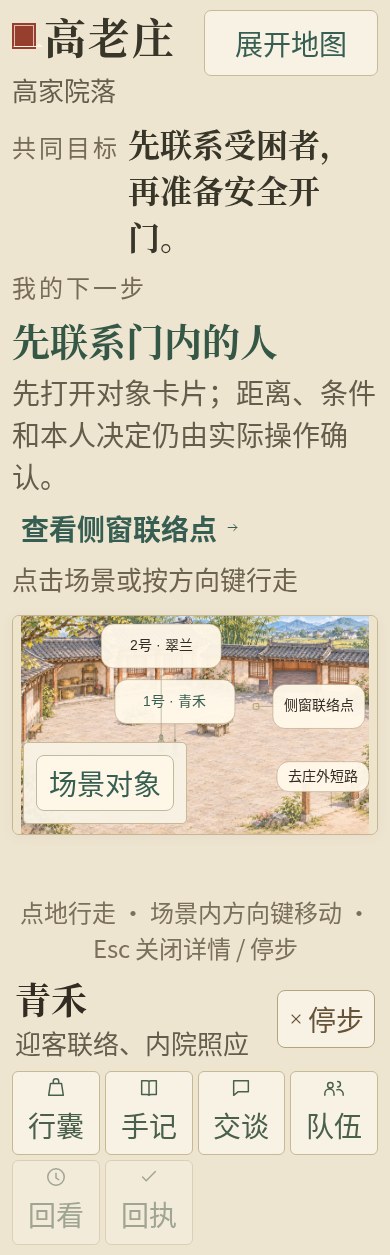 高老庄
展开地图
高家院落
共同目标
先联系受困者，
再准备安全开
门。
我的下一步
先联系门内的人
先打开对象卡片；距离、条件
和本人决定仍由实际操作确
认。
查看侧窗联络点 →
点击场景或按方向键行走
2号 · 翠兰
1号 · 青禾
侧窗联络点
场景对象
去庄外短路
点地行走 · 场景内方向键移动 ·
Esc 关闭详情 / 停步
青禾
× 停步
迎客联络、内院照应
行囊
手记
交谈
队伍
回看
回执